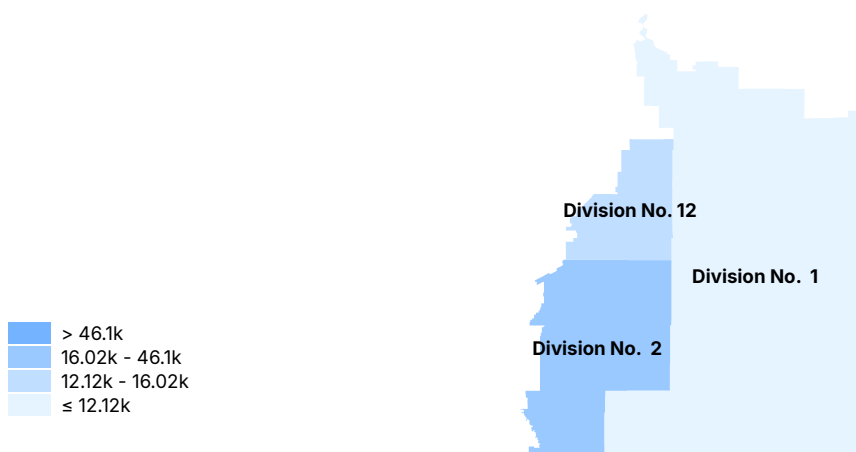 Division No. 12
Division No. 1
Division No. 2
> 46.1k
16.02k - 46.1k
12.12k - 16.02k
≤ 12.12k